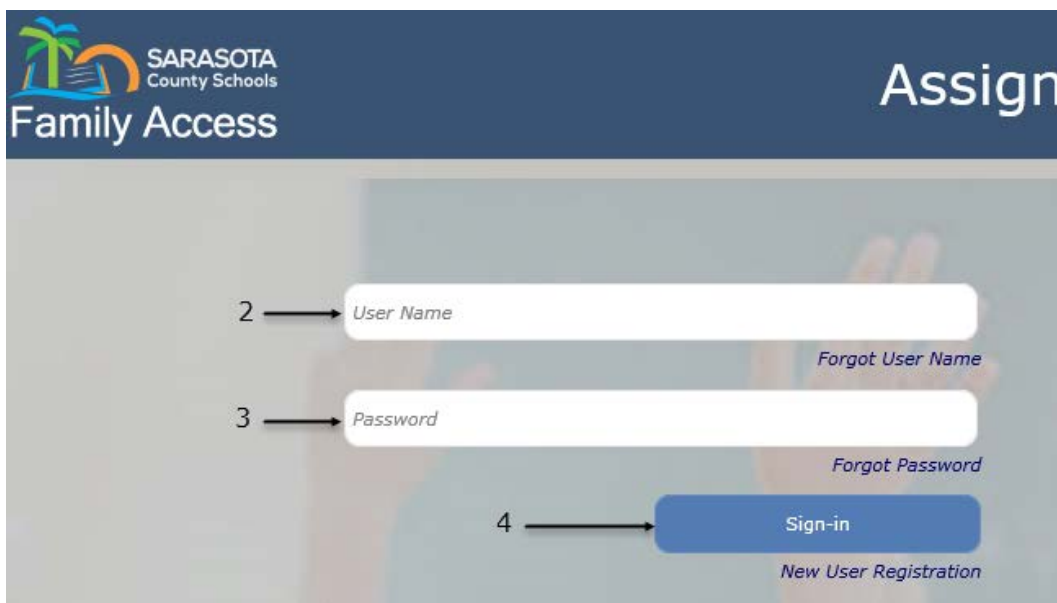 SARASOTA
County Schools
Family Access
Assign
2
User Name
Forgot User Name
3
Password
Forgot Password
4
Sign-in
New User Registration